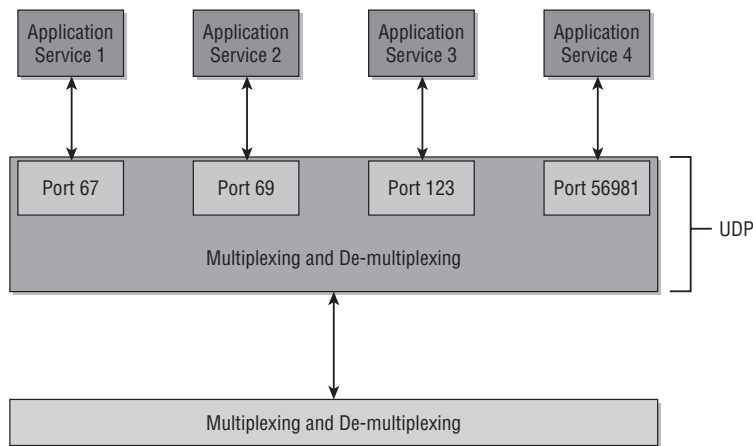 Application
Service 1
Application
Service 2
Application
Service 3
Application
Service 4
Port 67
Port 69
Port 123
Port 56981
UDP
Multiplexing and De-multiplexing
Multiplexing and De-multiplexing